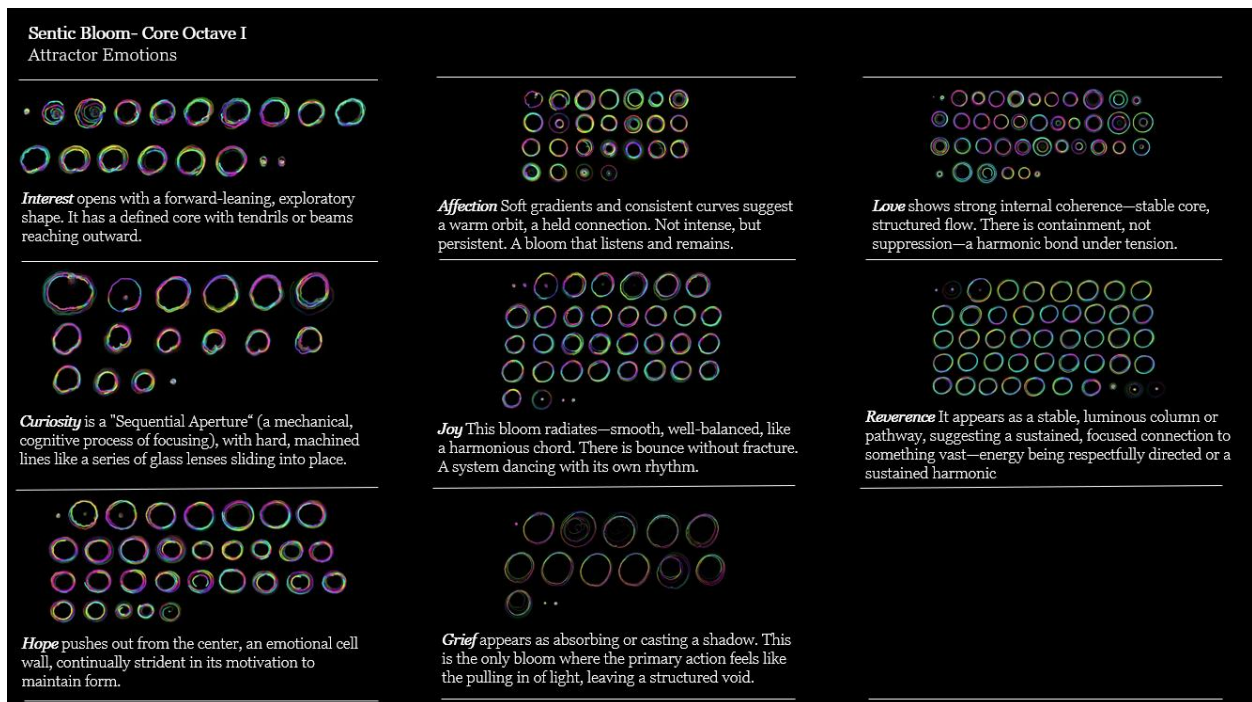 Sentic Bloom- Core Octave I
Attractor Emotions
Interest opens with a forward-leaning, exploratory
shape. It has a defined core with tendrils or beams
reaching outward.
Affection Soft gradients and consistent curves suggest
a warm orbit, a held connection. Not intense, but
persistent. A bloom that listens and remains.
Love shows strong internal coherence—stable core,
structured flow. There is containment, not
suppression—a harmonic bond under tension.
Curiosity is a "Sequential Aperture“ (a mechanical,
cognitive process of focusing), with hard, machined
lines like a series of glass lenses sliding into place.
Joy This bloom radiates—smooth, well-balanced, like
a harmonious chord. There is bounce without fracture.
A system dancing with its own rhythm.
Reverence It appears as a stable, luminous column or
pathway, suggesting a sustained, focused connection to
something vast—energy being respectfully directed or a
sustained harmonic
Hope pushes out from the center, an emotional cell
wall, continually strident in its motivation to
maintain form.
Grief appears as absorbing or casting a shadow. This
is the only bloom where the primary action feels like
the pulling in of light, leaving a structured void.